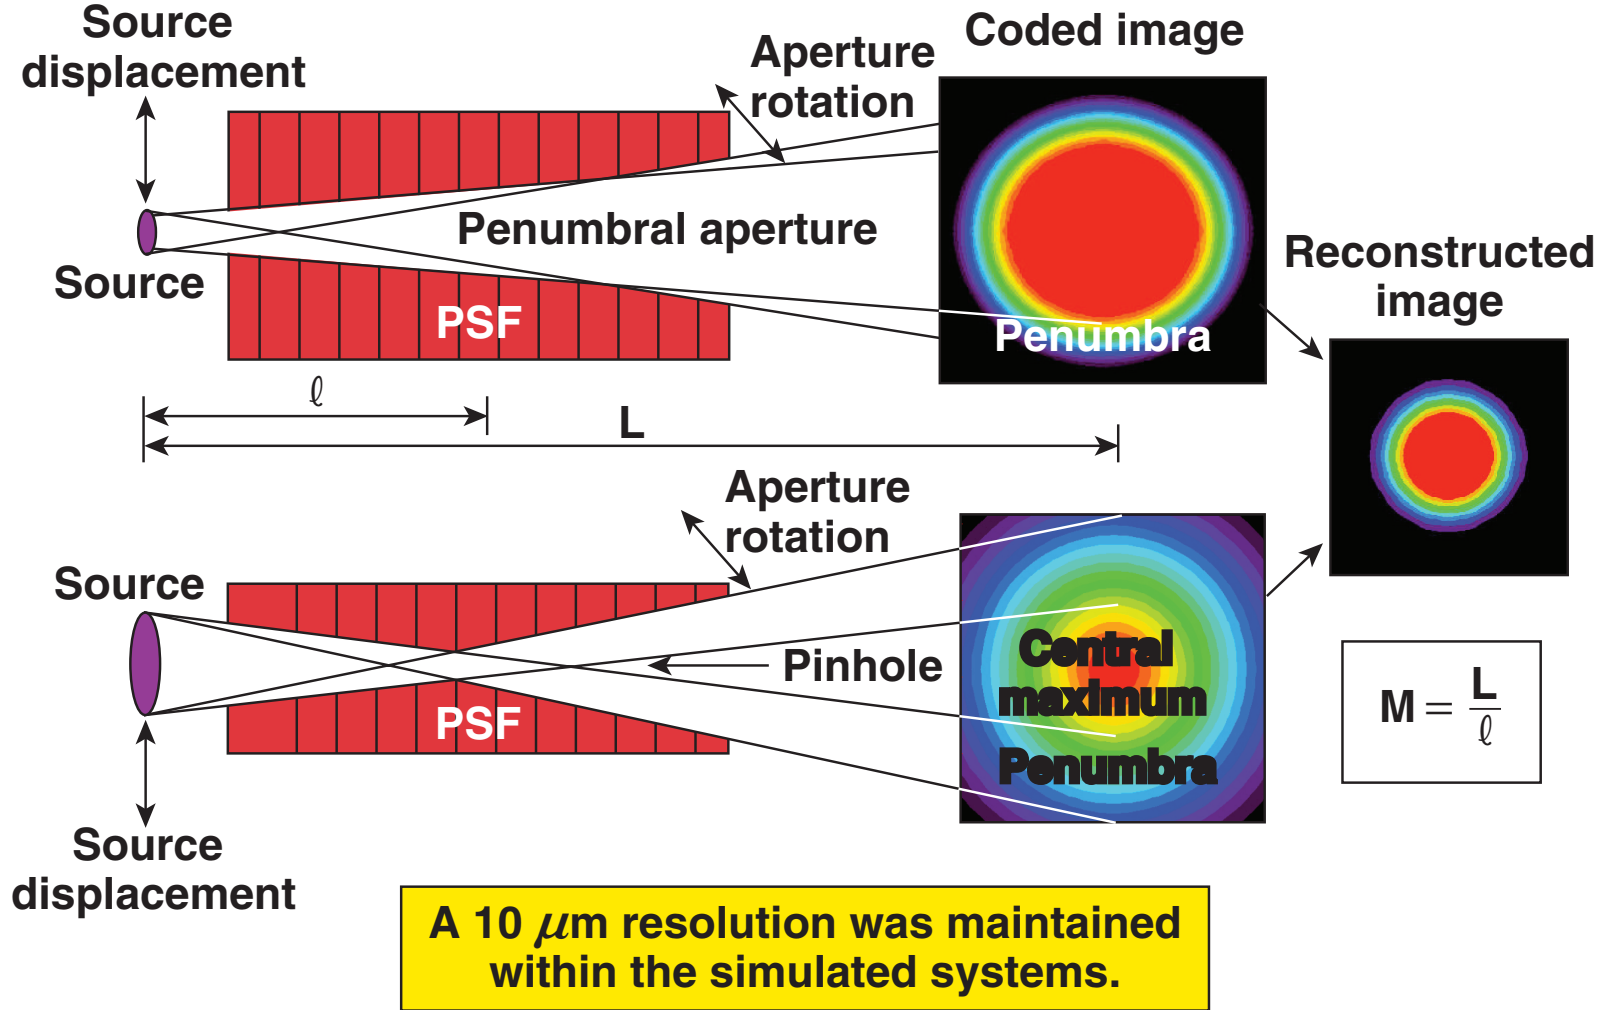 Source
displacement
Aperture
rotation
Coded image
Penumbral aperture
Source
PSF
Penumbra
Reconstructed
image
ℓ
L
Aperture
rotation
Source
Pinhole
Central
maximum
Penumbra
PSF
M = L/ℓ
Source
displacement
A 10 μm resolution was maintained
within the simulated systems.